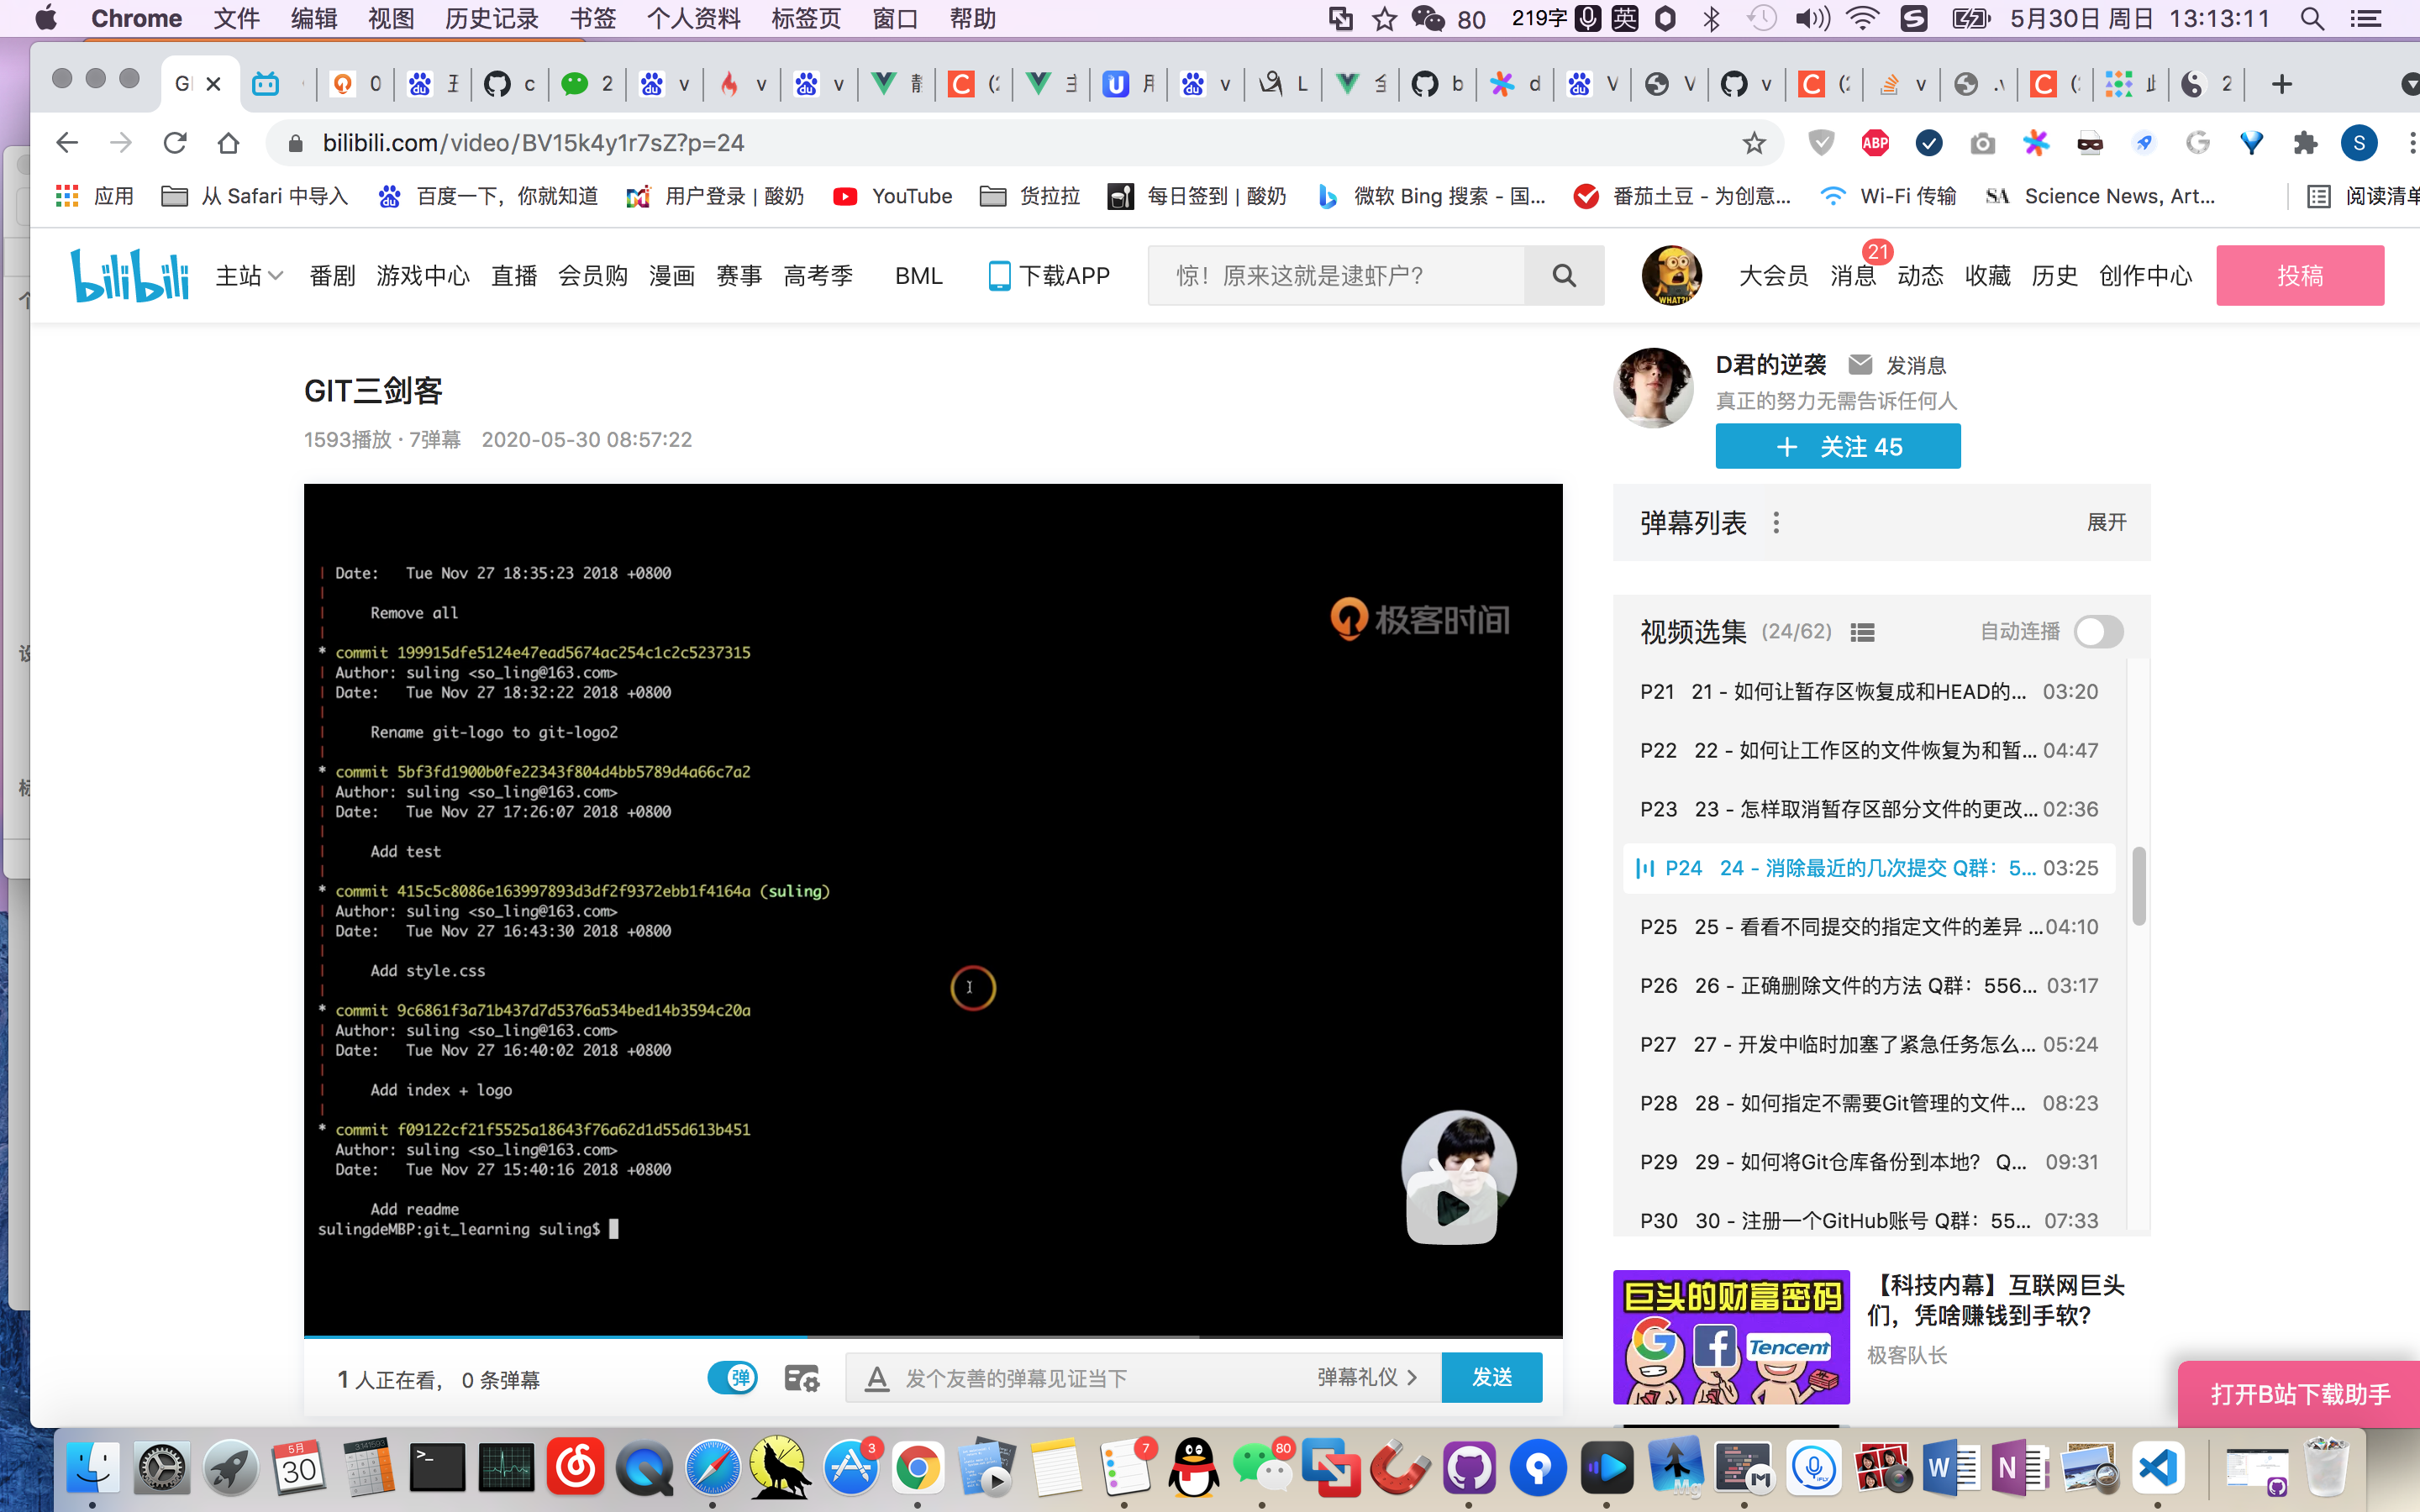 Chrome 文件 编辑 视图 历史记录 书签 个人资料 标签页 窗口 帮助 80 219字 英 5月30日 周日 13:13:11
bilibili.com/video/BV15k4y1r7sZ?p=24
ABP
S
应用 从 Safari 中导入 百度一下，你就知道 用户登录 | 酸奶 YouTube 货拉拉 每日签到 | 酸奶 微软 Bing 搜索 - 国... 番茄土豆 - 为创意... Wi-Fi 传输 SA Science News, Art... 阅读清单
bilibili 主站 番剧 游戏中心 直播 会员购 漫画 赛事 高考季 BML 下载APP 惊！原来这就是逮虾户？ 大会员 消息 21 动态 收藏 历史 创作中心 投稿
GIT三剑客
1593播放 · 7弹幕 2020-05-30 08:57:22
D君的逆袭 发消息
真正的努力无需告诉任何人
+ 关注 45
| Date: Tue Nov 27 18:35:23 2018 +0800
| Remove all
* commit 199915dfe5124e47ead5674ac254c1c2c5237315
| Author: suling <so_ling@163.com>
| Date: Tue Nov 27 18:32:22 2018 +0800
| Rename git-logo to git-logo2
* commit 5bf3fd1900b0fe22343f804d4bb5789d4a66c7a2
| Author: suling <so_ling@163.com>
| Date: Tue Nov 27 17:26:07 2018 +0800
| Add test
* commit 415c5c8086e163997893d3df2f9372ebb1f4164a (suling)
| Author: suling <so_ling@163.com>
| Date: Tue Nov 27 16:43:30 2018 +0800
| Add style.css
* commit 9c6861f3a71b437d7d5376a534bed14b3594c20a
| Author: suling <so_ling@163.com>
| Date: Tue Nov 27 16:40:02 2018 +0800
| Add index + logo
* commit f09122cf21f5525a18643f76a62d1d55d613b451
Author: suling <so_ling@163.com>
Date: Tue Nov 27 15:40:16 2018 +0800
Add readme
sulingdeMBP:git_learning suling$
极客时间
1 人正在看， 0 条弹幕 弹 发个友善的弹幕见证当下 弹幕礼仪 > 发送
弹幕列表 展开
视频选集 (24/62) 自动连播
P21 21 - 如何让暂存区恢复成和HEAD的... 03:20
P22 22 - 如何让工作区的文件恢复为和暂... 04:47
P23 23 - 怎样取消暂存区部分文件的更改... 02:36
P24 24 - 消除最近的几次提交 Q群：5... 03:25
P25 25 - 看看不同提交的指定文件的差异 ... 04:10
P26 26 - 正确删除文件的方法 Q群：556... 03:17
P27 27 - 开发中临时加塞了紧急任务怎么... 05:24
P28 28 - 如何指定不需要Git管理的文件... 08:23
P29 29 - 如何将Git仓库备份到本地？ Q... 09:31
P30 30 - 注册一个GitHub账号 Q群：55... 07:33
巨头的财富密码
Tencent
【科技内幕】互联网巨头
们，凭啥赚钱到手软？
极客队长
打开B站下载助手
5月 30 3 7 80